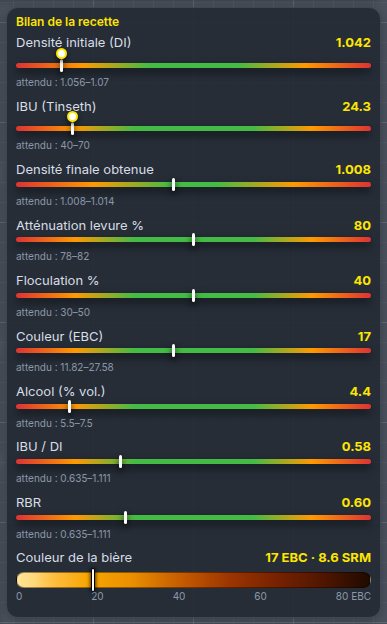 Bilan de la recette
Densité initiale (DI) 1.042
attendu : 1.056–1.07
IBU (Tinseth) 24.3
attendu : 40–70
Densité finale obtenue 1.008
attendu : 1.008–1.014
Atténuation levure % 80
attendu : 78–82
Floculation % 40
attendu : 30–50
Couleur (EBC) 17
attendu : 11.82–27.58
Alcool (% vol.) 4.4
attendu : 5.5–7.5
IBU / DI 0.58
attendu : 0.635–1.111
RBR 0.60
attendu : 0.635–1.111
Couleur de la bière 17 EBC · 8.6 SRM
0 20 40 60 80 EBC